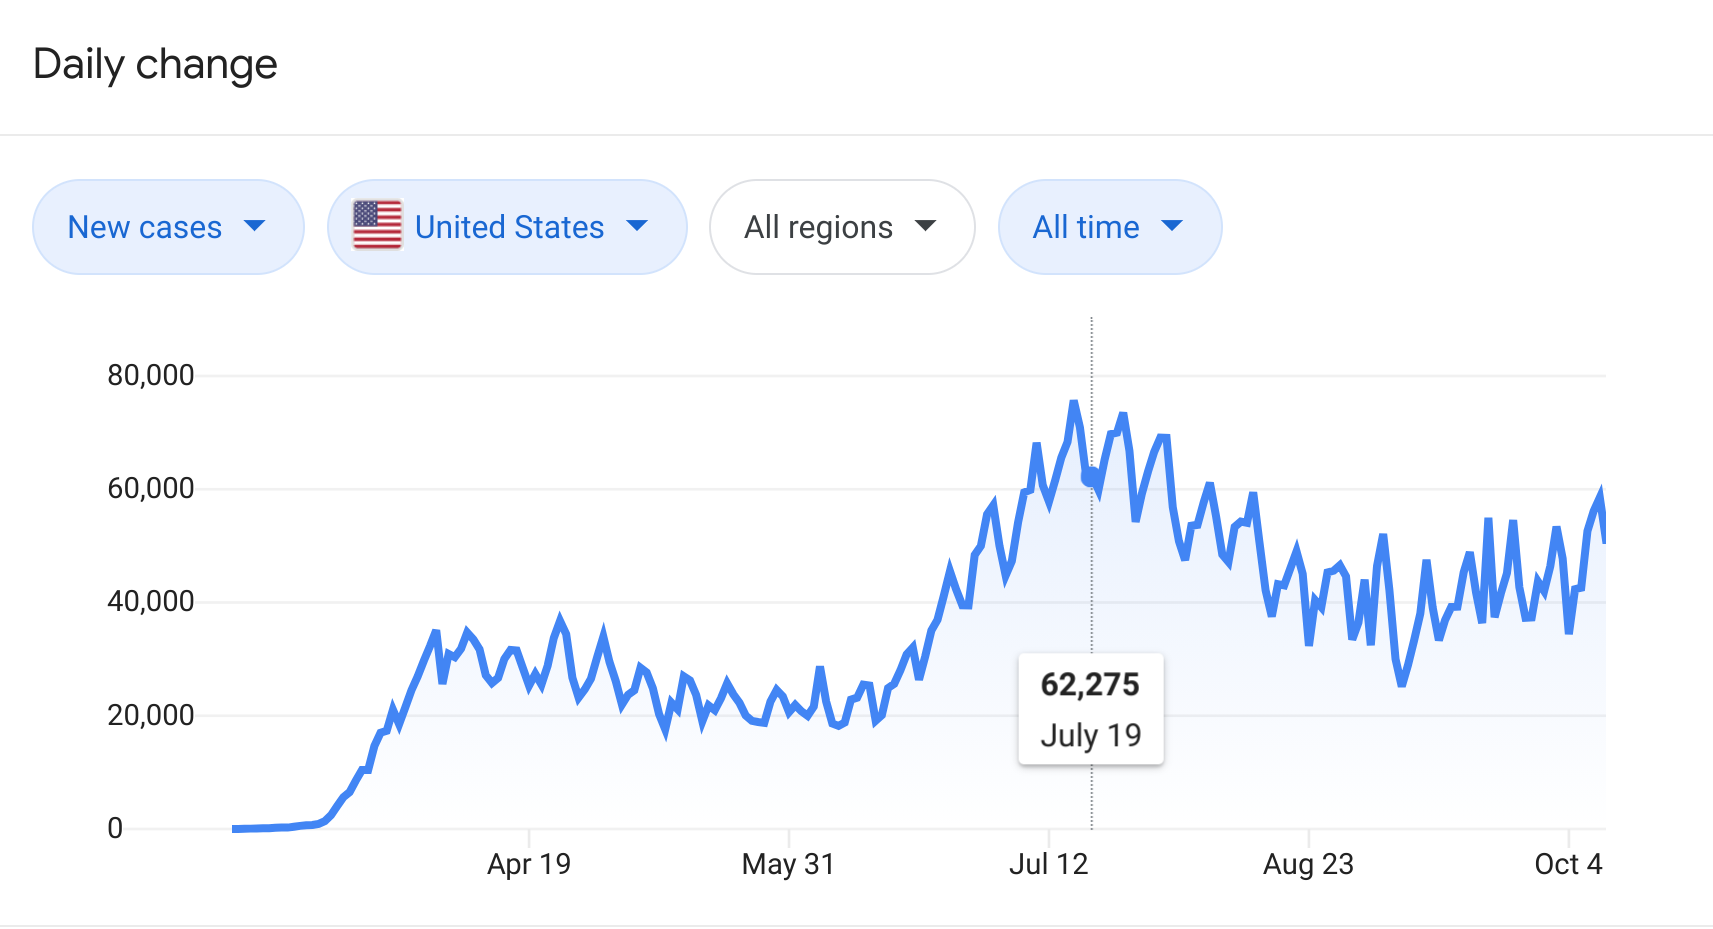 Daily change
New cases
United States
All regions
All time
80,000
60,000
40,000
20,000
0
62,275
July 19
Apr 19
May 31
Jul 12
Aug 23
Oct 4